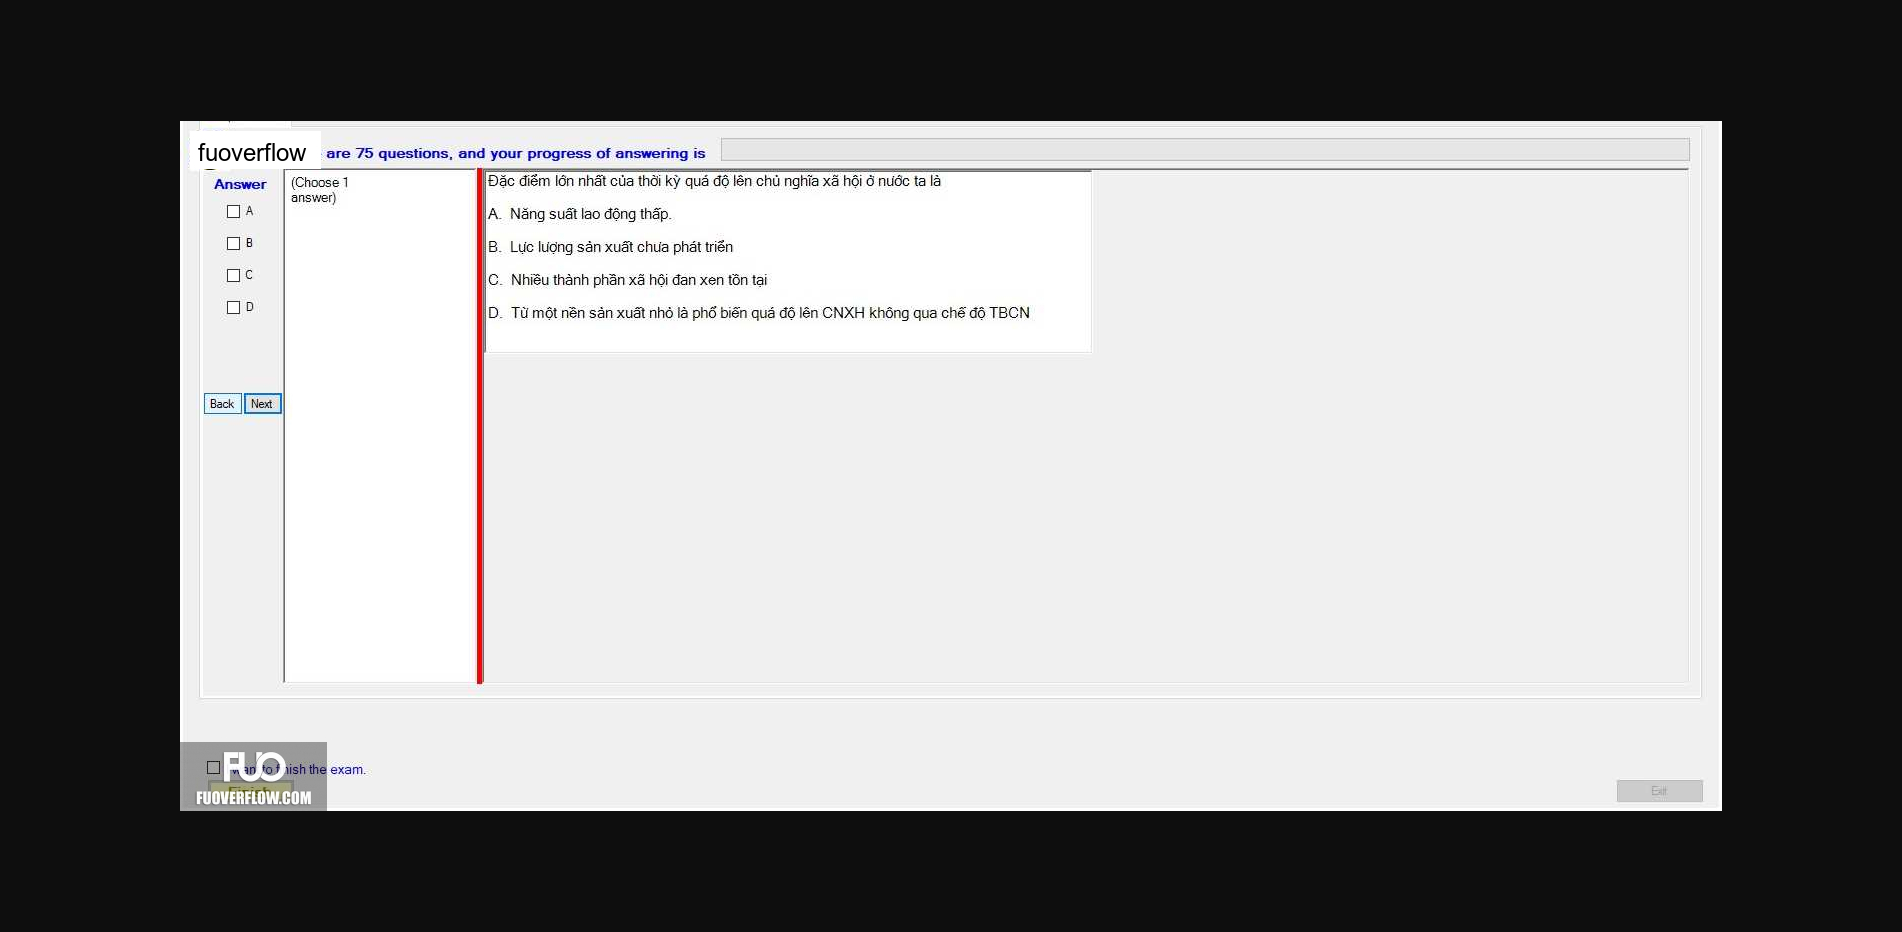 fuoverflow are 75 questions, and your progress of answering is
Answer
(Choose 1
answer)
A
B
C
D
Back Next
Đặc điểm lớn nhất của thời kỳ quá độ lên chủ nghĩa xã hội ở nước ta là
A. Năng suất lao động thấp.
B. Lực lượng sản xuất chưa phát triển
C. Nhiều thành phần xã hội đan xen tồn tại
D. Từ một nền sản xuất nhỏ là phổ biến quá độ lên CNXH không qua chế độ TBCN
want to finish the exam.
FUO
Finish
FUOVERFLOW.COM
Exit